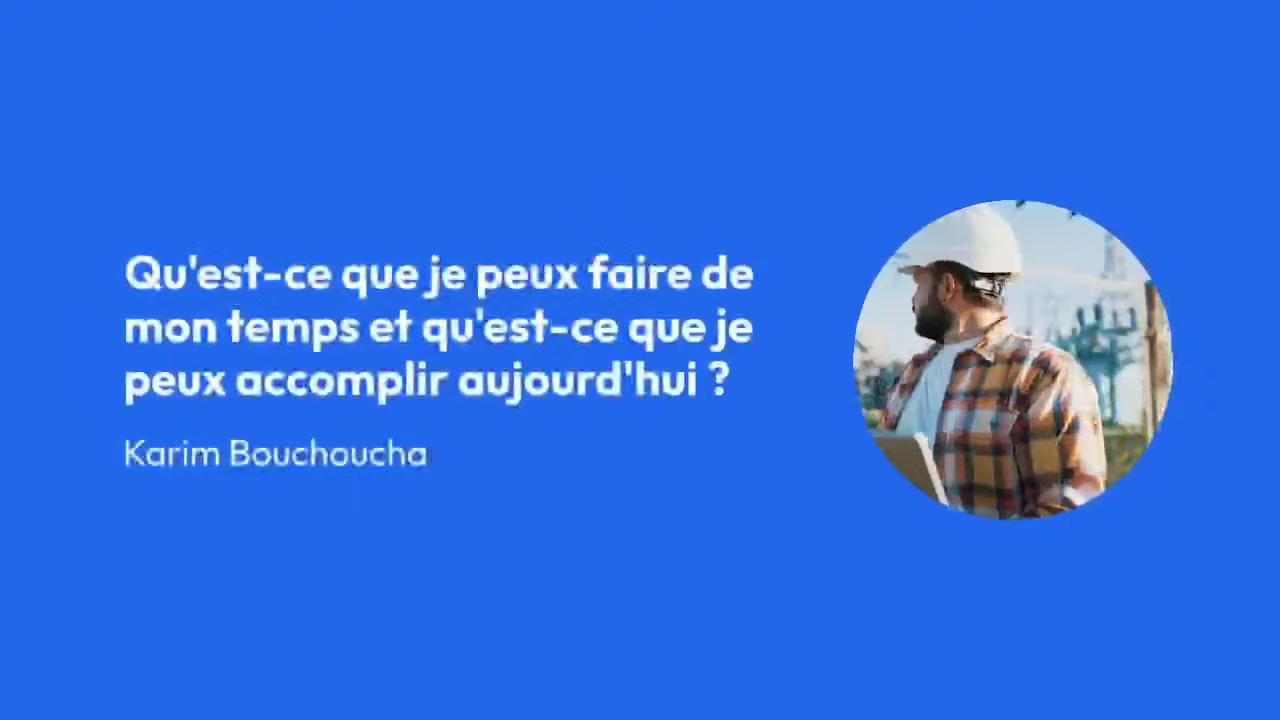 Qu'est-ce que je peux faire de
mon temps et qu'est-ce que je
peux accomplir aujourd'hui ?
Karim Bouchoucha